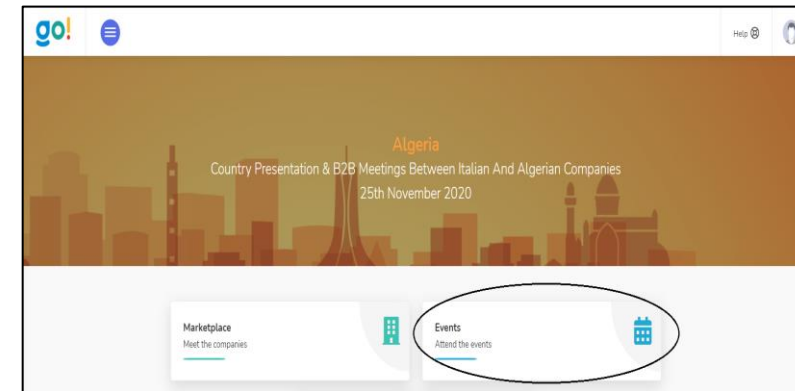 go!
Help
Algeria
Country Presentation & B2B Meetings Between Italian And Algerian Companies
25th November 2020
Marketplace
Meet the companies
Events
Attend the events